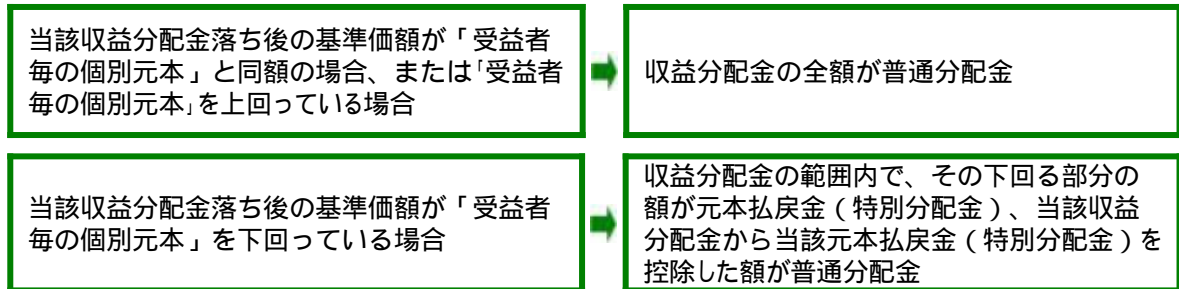 当該収益分配金落ち後の基準価額が「受益者
毎の個別元本」と同額の場合、または｢受益者
毎の個別元本｣を上回っている場合
収益分配金の全額が普通分配金
当該収益分配金落ち後の基準価額が「受益者
毎の個別元本」を下回っている場合
収益分配金の範囲内で、その下回る部分の
額が元本払戻金（特別分配金）、当該収益
分配金から当該元本払戻金（特別分配金）を
控除した額が普通分配金